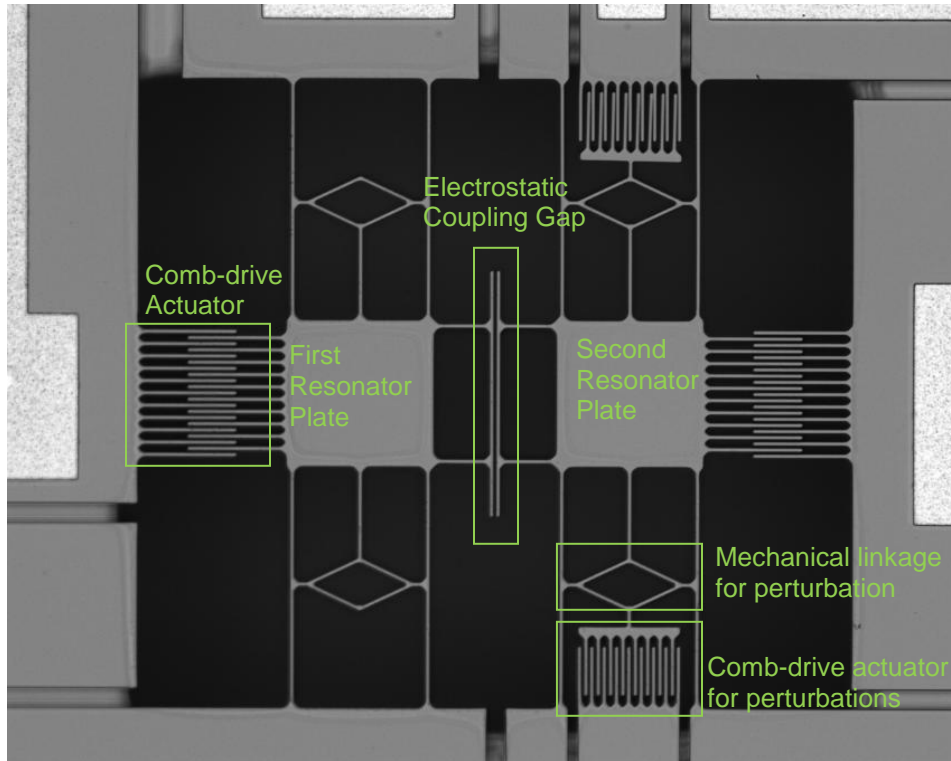 Electrostatic
Coupling Gap
Comb-drive
Actuator
First
Resonator
Plate
Second
Resonator
Plate
Mechanical linkage
for perturbation
Comb-drive actuator
for perturbations